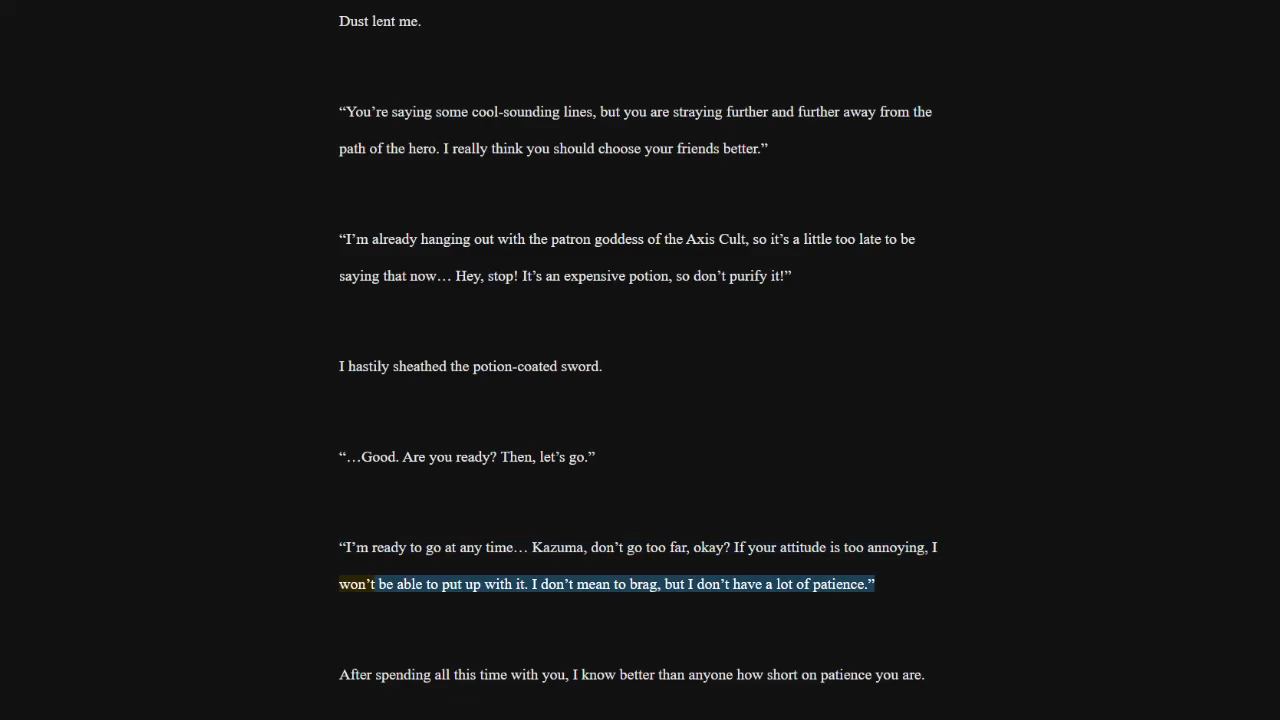 Dust lent me.
“You’re saying some cool-sounding lines, but you are straying further and further away from the
path of the hero. I really think you should choose your friends better.”
“I’m already hanging out with the patron goddess of the Axis Cult, so it’s a little too late to be
saying that now… Hey, stop! It’s an expensive potion, so don’t purify it!”
I hastily sheathed the potion-coated sword.
“…Good. Are you ready? Then, let’s go.”
“I’m ready to go at any time… Kazuma, don’t go too far, okay? If your attitude is too annoying, I
won’t be able to put up with it. I don’t mean to brag, but I don’t have a lot of patience.”
After spending all this time with you, I know better than anyone how short on patience you are.